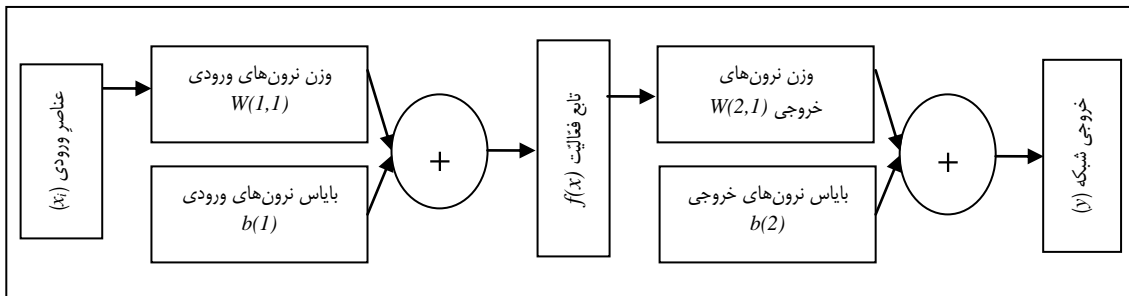 عناصرِ ورودی (xi)
وزن نرون‌های ورودی
W(1,1)
بایاس نرون‌های ورودی
b(1)
+
تابع فعالیّت f(x)
وزن نرون‌های
خروجی W(2,1)
بایاس نرون‌های خروجی
b(2)
+
خروجی شبکه (y)